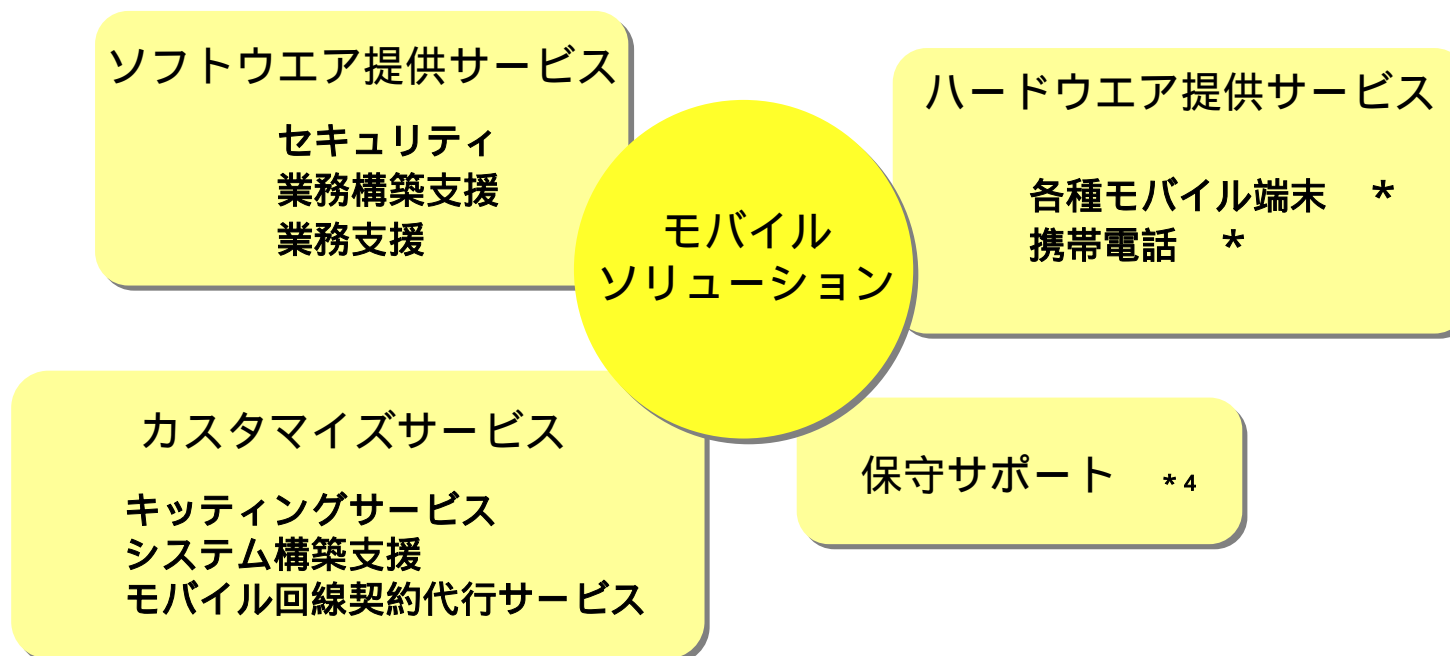 ソフトウエア提供サービス
セキュリティ
業務構築支援
業務支援
ハードウエア提供サービス
各種モバイル端末　*
携帯電話　*
モバイル
ソリューション
カスタマイズサービス
キッティングサービス
システム構築支援
モバイル回線契約代行サービス
保守サポート　*4